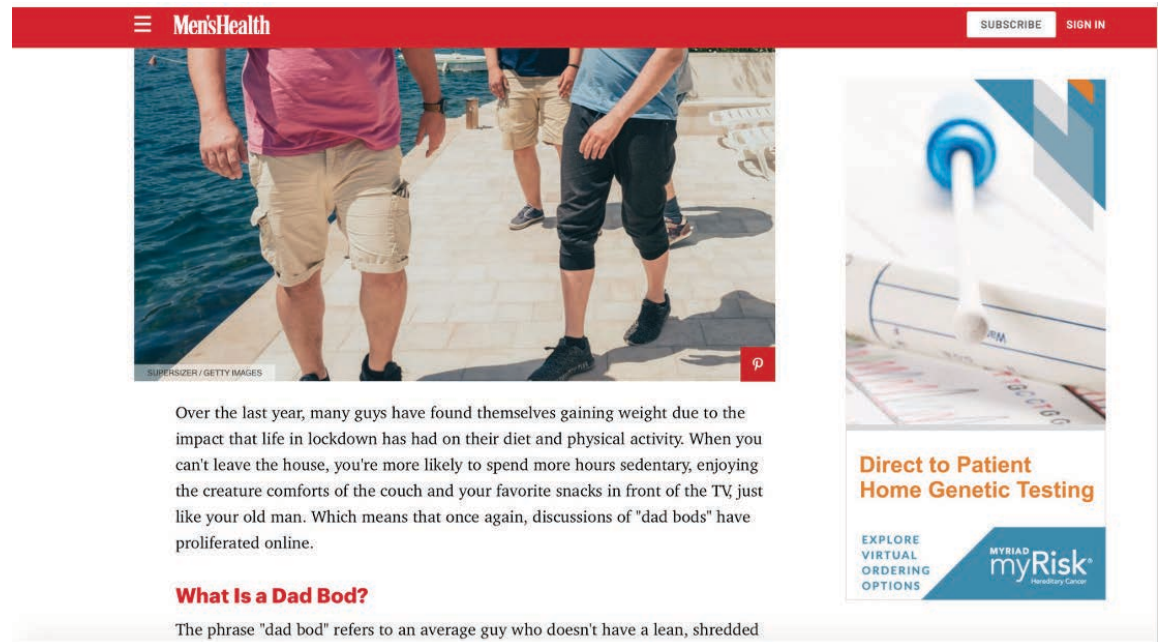 Men'sHealth
SUBSCRIBE
SIGN IN
SUPERSIZER / GETTY IMAGES
Over the last year, many guys have found themselves gaining weight due to the
impact that life in lockdown has had on their diet and physical activity. When you
can't leave the house, you're more likely to spend more hours sedentary, enjoying
the creature comforts of the couch and your favorite snacks in front of the TV, just
like your old man. Which means that once again, discussions of "dad bods" have
proliferated online.
What Is a Dad Bod?
The phrase "dad bod" refers to an average guy who doesn't have a lean, shredded
Direct to Patient
Home Genetic Testing
EXPLORE
VIRTUAL
ORDERING
OPTIONS
MYRIAD
myRisk
Hereditary Cancer